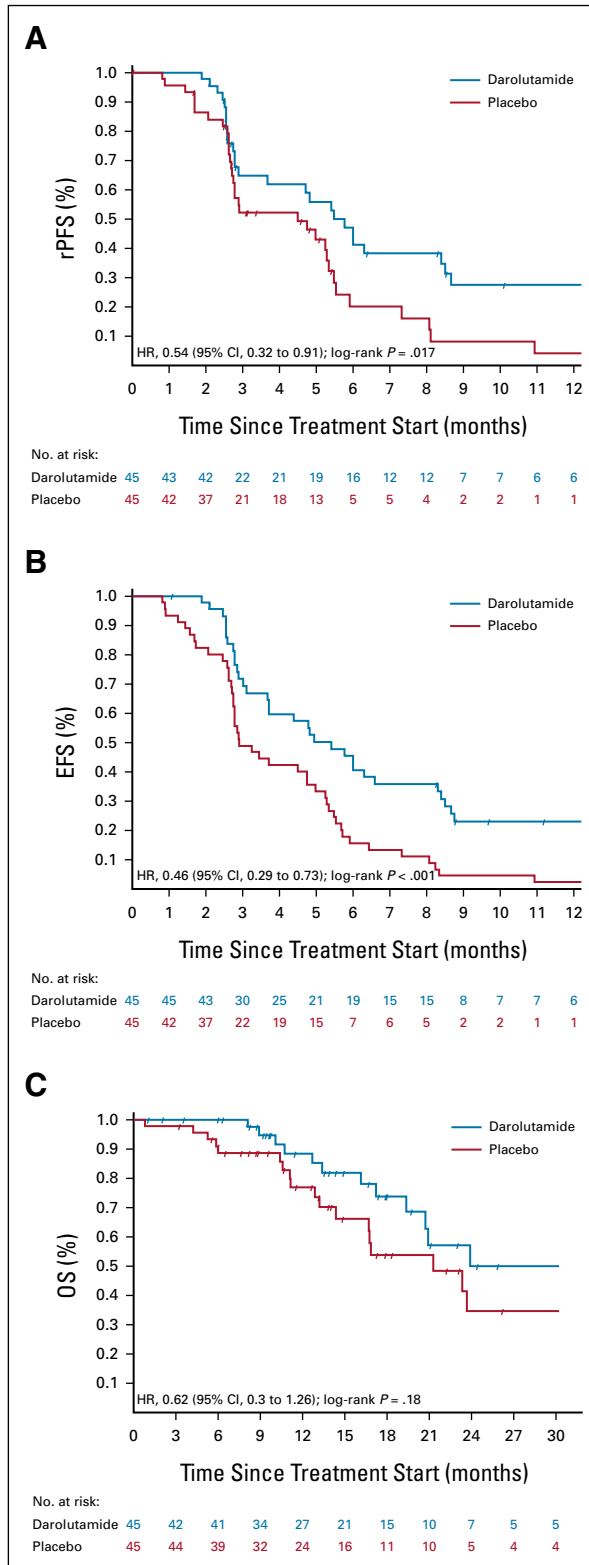 A
1.0
0.9
0.8
0.7
0.6
0.5
0.4
0.3
0.2
0.1
rPFS (%)
Darolutamide
Placebo
HR, 0.54 (95% CI, 0.32 to 0.91); log-rank P = .017
0 1 2 3 4 5 6 7 8 9 10 11 12
Time Since Treatment Start (months)
No. at risk:
Darolutamide 45 43 42 22 21 19 16 12 12 7 7 6 6
Placebo 45 42 37 21 18 13 5 5 4 2 2 1 1
B
1.0
0.9
0.8
0.7
0.6
0.5
0.4
0.3
0.2
0.1
EFS (%)
Darolutamide
Placebo
HR, 0.46 (95% CI, 0.29 to 0.73); log-rank P < .001
0 1 2 3 4 5 6 7 8 9 10 11 12
Time Since Treatment Start (months)
No. at risk:
Darolutamide 45 45 43 30 25 21 19 15 15 8 7 7 6
Placebo 45 42 37 22 19 15 7 6 5 2 2 1 1
C
1.0
0.9
0.8
0.7
0.6
0.5
0.4
0.3
0.2
0.1
OS (%)
Darolutamide
Placebo
HR, 0.62 (95% CI, 0.3 to 1.26); log-rank P = .18
0 3 6 9 12 15 18 21 24 27 30
Time Since Treatment Start (months)
No. at risk:
Darolutamide 45 42 41 34 27 21 15 10 7 5 5
Placebo 45 44 39 32 24 16 11 10 5 4 4